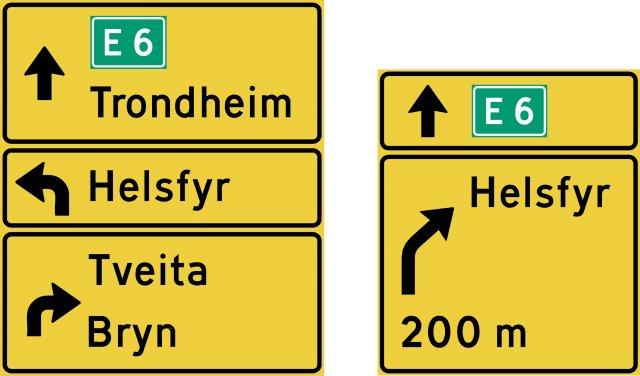 E 6
Trondheim
Helsfyr
Tveita
Bryn
E 6
Helsfyr
200 m